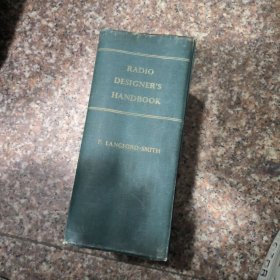 RADIO
DESIGNER'S
HANDBOOK
F. LANGFORD-SMITH